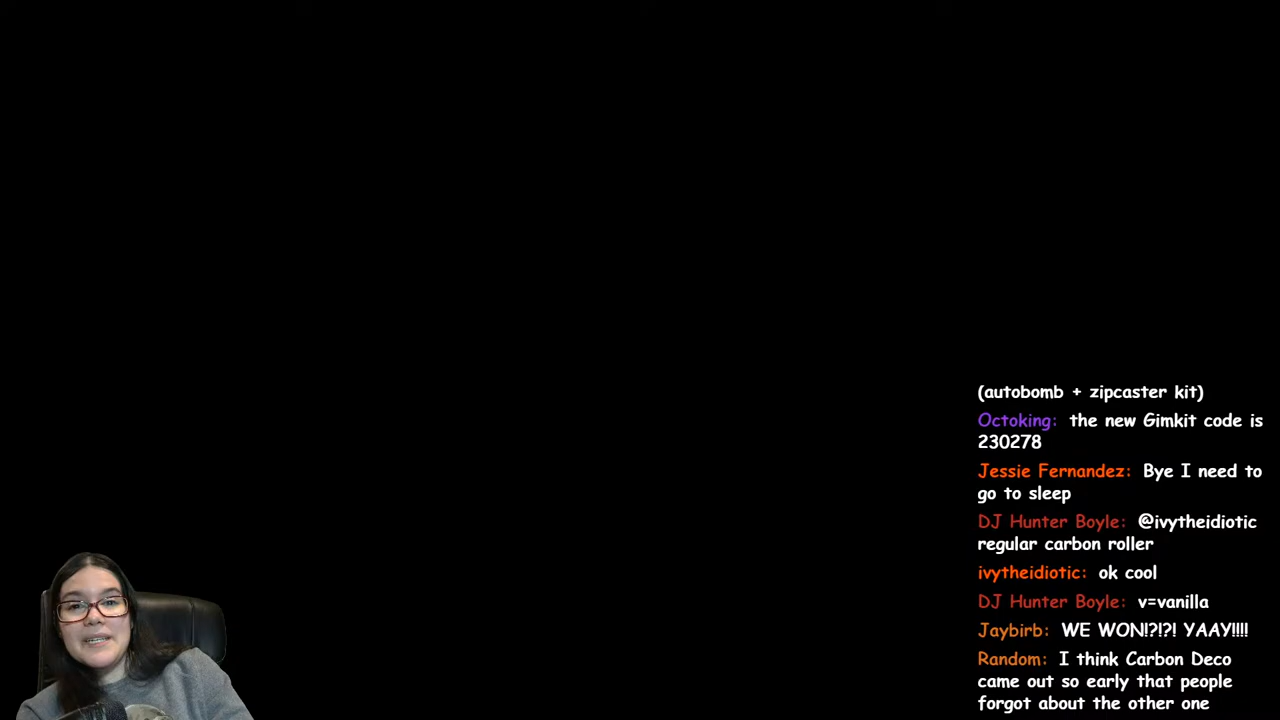 (autobomb + zipcaster kit)
Octoking: the new Gimkit code is
230278
Jessie Fernandez: Bye I need to
go to sleep
DJ Hunter Boyle: @ivytheidiotic
regular carbon roller
ivytheidiotic: ok cool
DJ Hunter Boyle: v=vanilla
Jaybirb: WE WON!?!?! YAAY!!!!
Random: I think Carbon Deco
came out so early that people
forgot about the other one